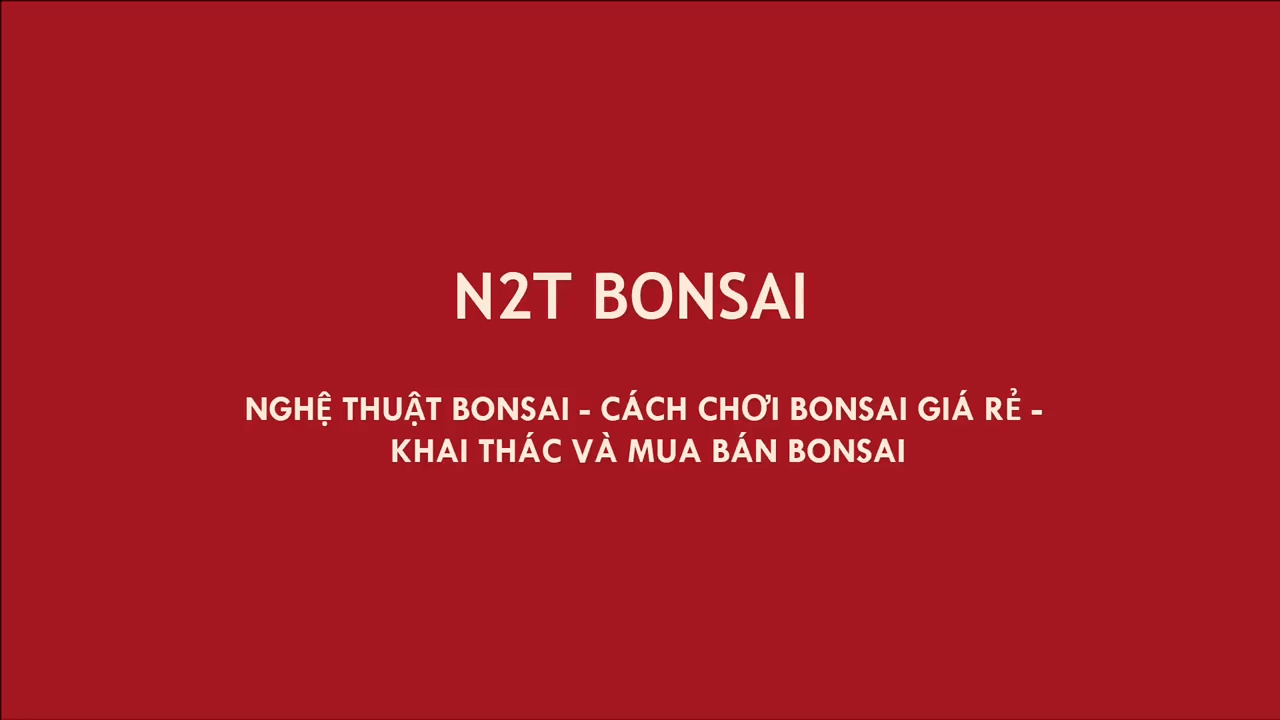 N2T BONSAI
NGHỆ THUẬT BONSAI - CÁCH CHƠI BONSAI GIÁ RẺ -
KHAI THÁC VÀ MUA BÁN BONSAI